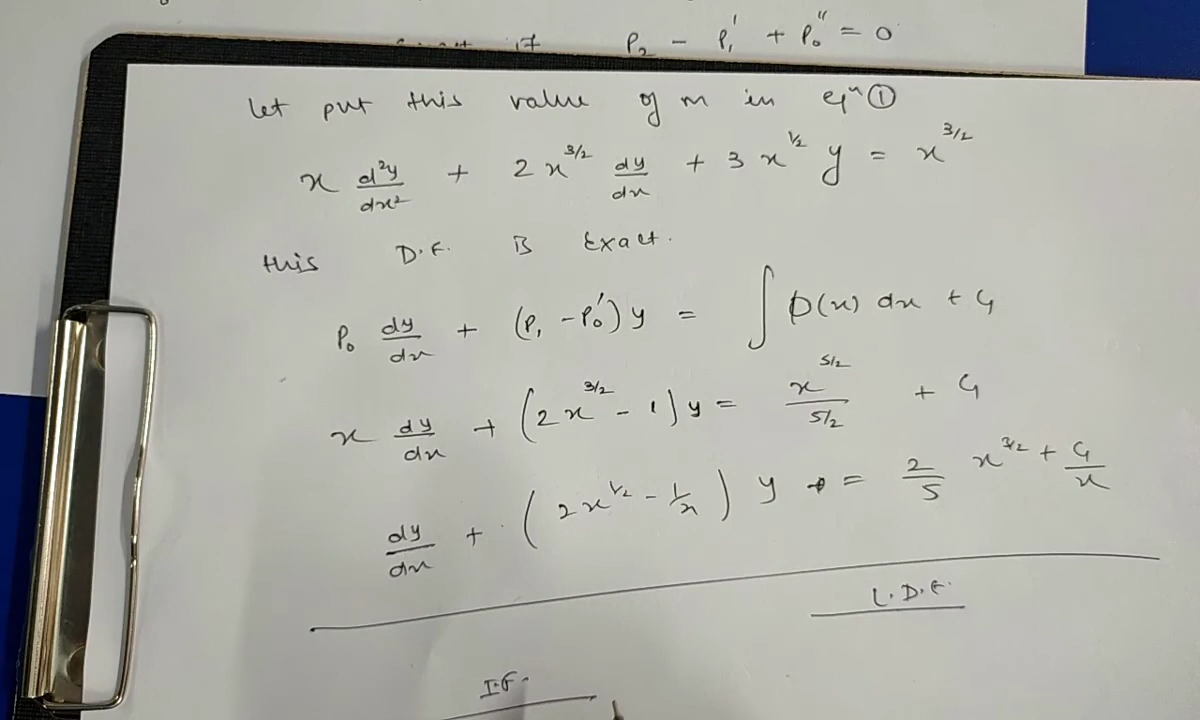 if P₂ - P₁' + P₀'' = 0
let put this value of m in eqⁿ ①
x d²y/dx² + 2x^3/2 dy/dx + 3x^1/2 y = x^3/2
this D.E. is Exact.
P₀ dy/dx + (P₁ - P₀')y = ∫ϕ(x) dx + C₁
x dy/dx + (2x^3/2 - 1)y = x^5/2 / 5/2 + C₁
dy/dx + (2x^1/2 - 1/x) y = 2/5 x^3/2 + C₁/x
L.D.E.
I.F.